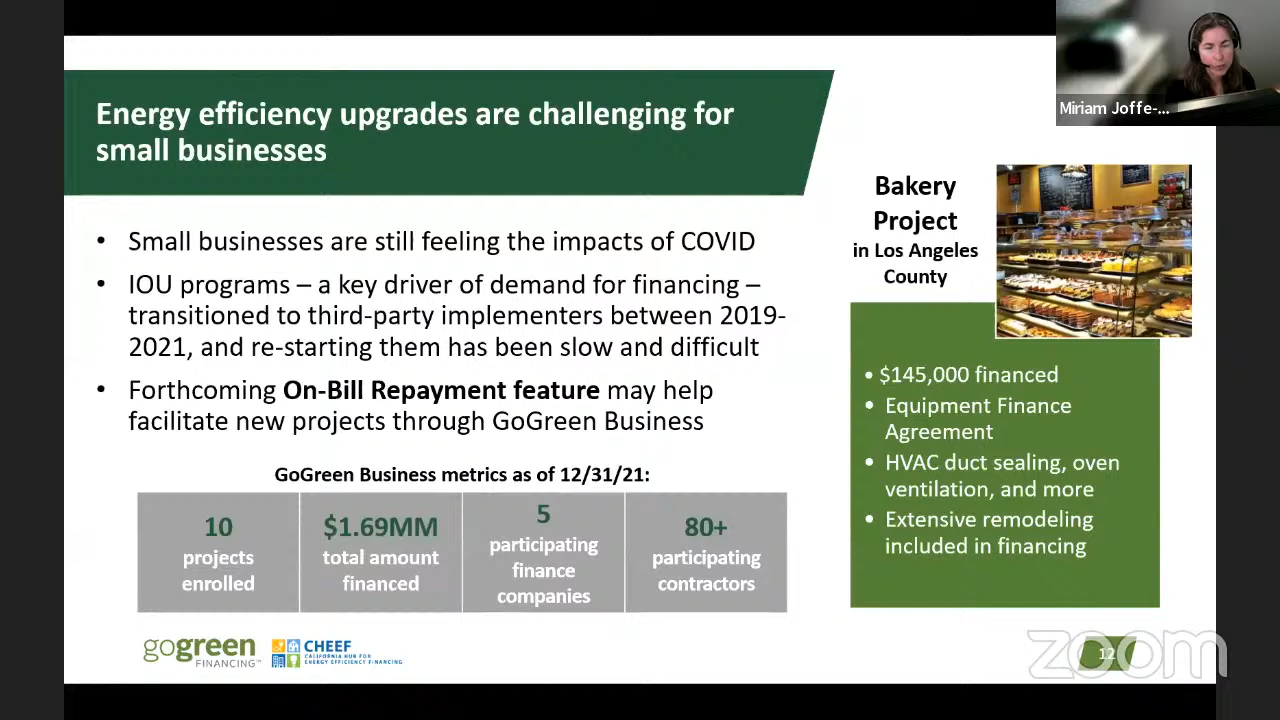 Miriam Joffe-...
Energy efficiency upgrades are challenging for
small businesses
• Small businesses are still feeling the impacts of COVID
• IOU programs – a key driver of demand for financing –
transitioned to third-party implementers between 2019-
2021, and re-starting them has been slow and difficult
• Forthcoming On-Bill Repayment feature may help
facilitate new projects through GoGreen Business
GoGreen Business metrics as of 12/31/21:
10
projects
enrolled
$1.69MM
total amount
financed
5
participating
finance
companies
80+
participating
contractors
Bakery
Project
in Los Angeles
County
• $145,000 financed
• Equipment Finance
Agreement
• HVAC duct sealing, oven
ventilation, and more
• Extensive remodeling
included in financing
gogreen
FINANCING™
CHEEF
CALIFORNIA HUB FOR
ENERGY EFFICIENCY FINANCING
12
zoom